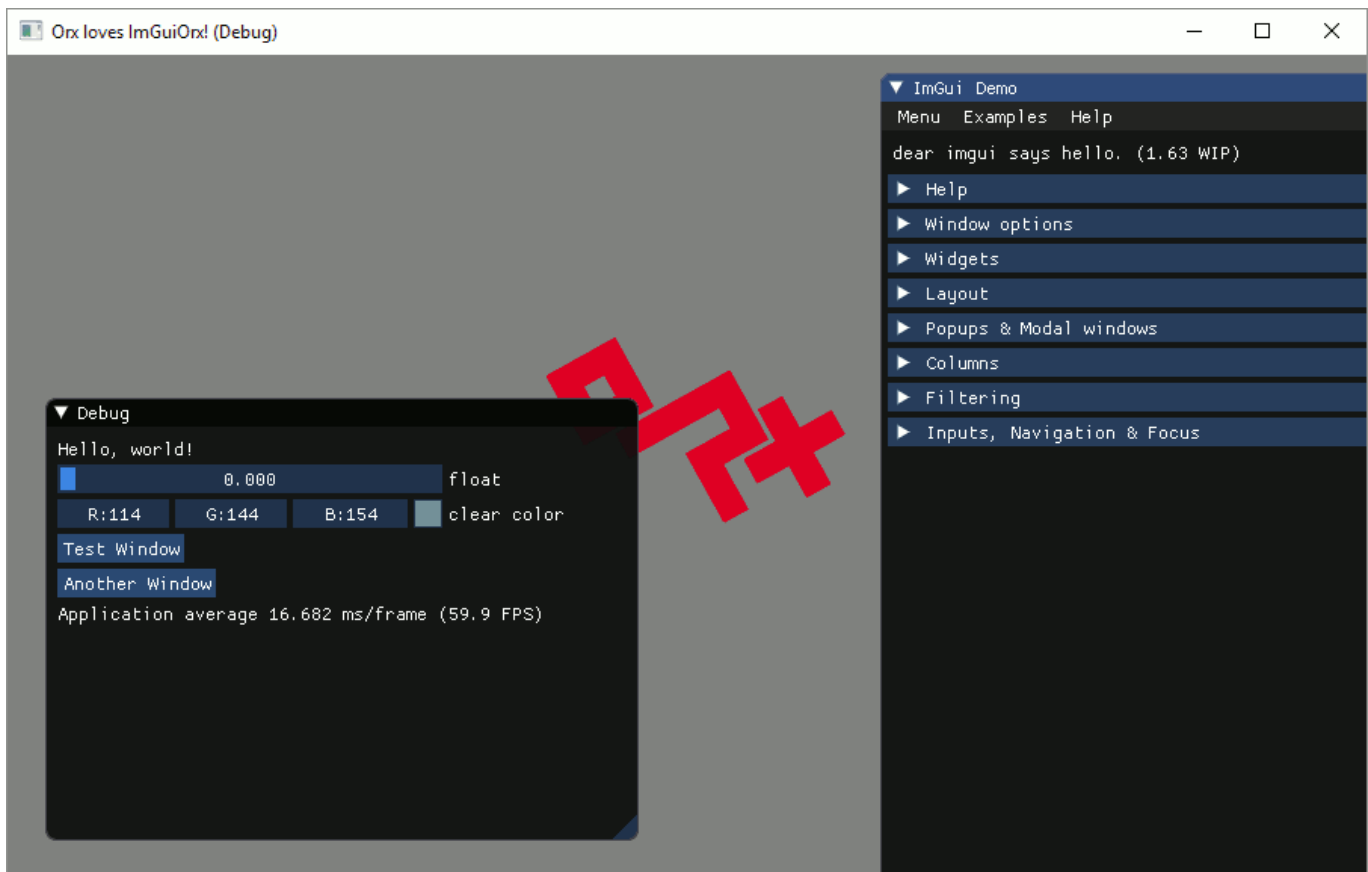 Orx loves ImGuiOrx! (Debug)
ImGui Demo
Menu Examples Help
dear imgui says hello. (1.63 WIP)
Help
Window options
Widgets
Layout
Popups & Modal windows
Columns
Filtering
Inputs, Navigation & Focus
Debug
Hello, world!
0.000 float
R:114 G:144 B:154 clear color
Test Window
Another Window
Application average 16.682 ms/frame (59.9 FPS)